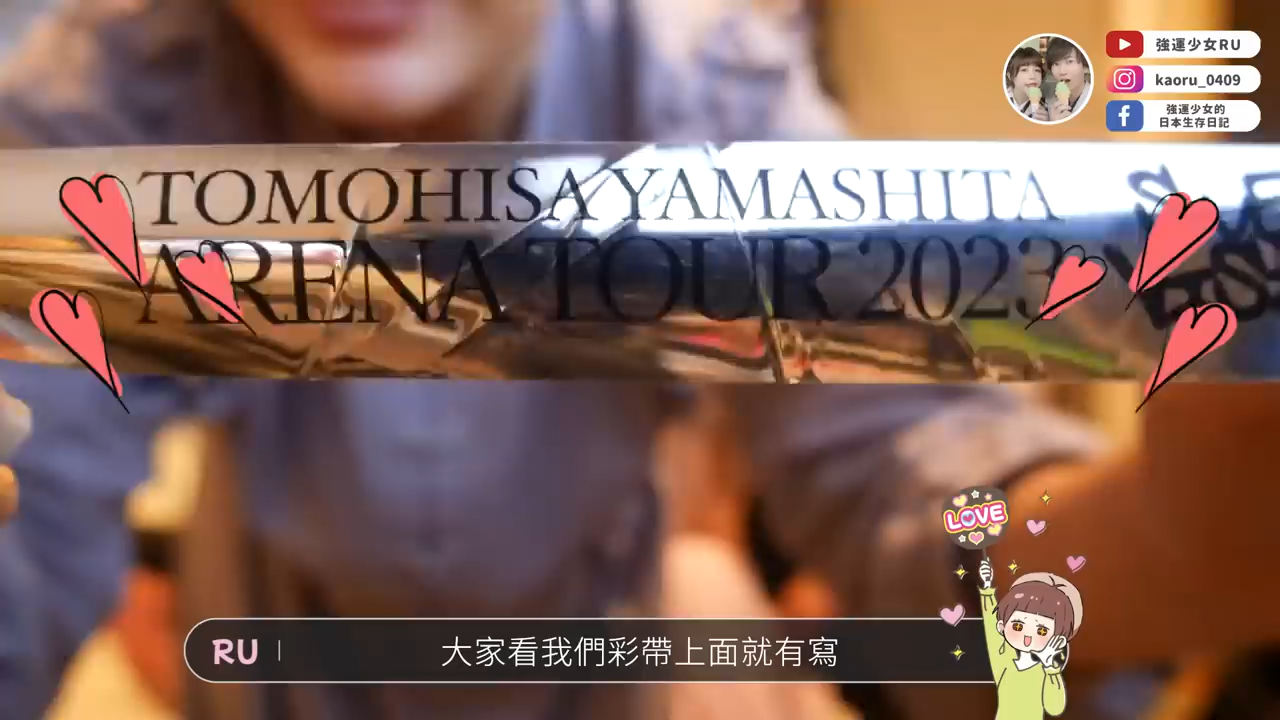 強運少女RU
kaoru_0409
強運少女的
日本生存日記
TOMOHISA YAMASHITA
ARENA TOUR 2023
LOVE
RU
大家看我們彩帶上面就有寫